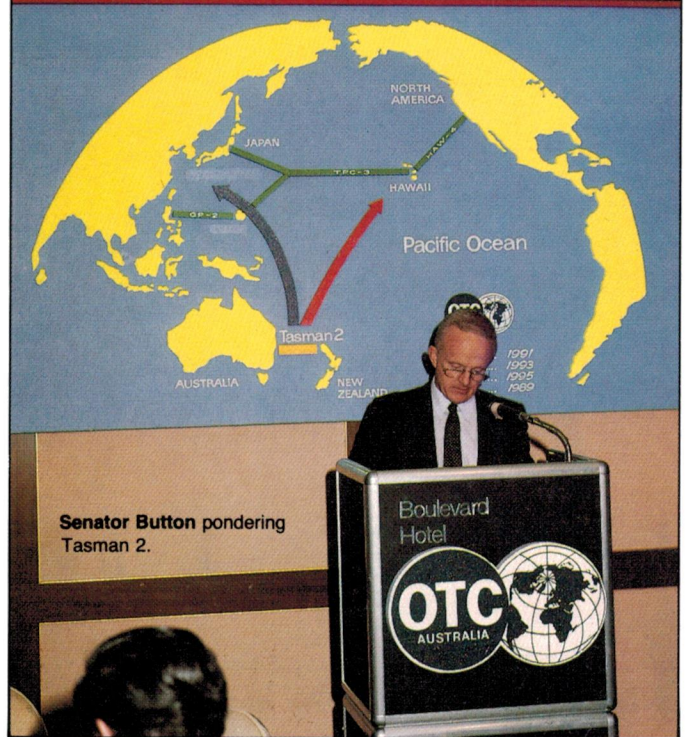 NORTH
AMERICA
JAPAN
HAW-4
TPC-3
HAWAII
GP-2
Pacific Ocean
OTC
Tasman 2
1991
1993
1995
1989
AUSTRALIA
NEW
ZEALAND
Senator Button pondering
Tasman 2.
Boulevard
Hotel
OTC
AUSTRALIA